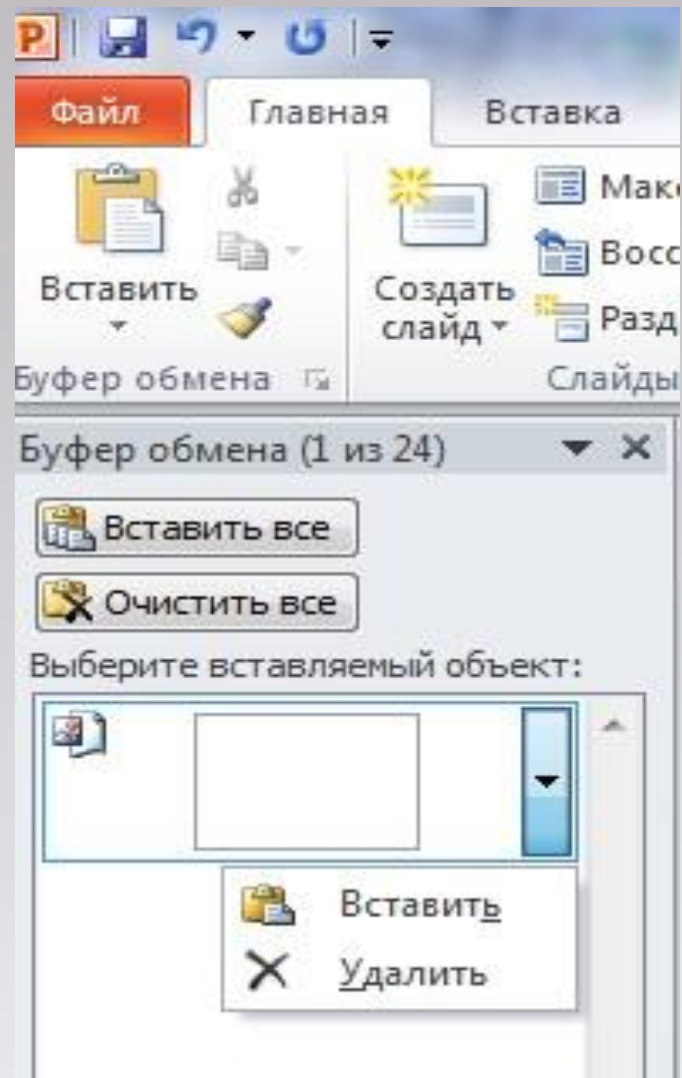 Файл Главная Вставка
Вставить
Создать
слайд
Буфер обмена Слайды
Буфер обмена (1 из 24)
Вставить все
Очистить все
Выберите вставляемый объект:
Вставить
Удалить